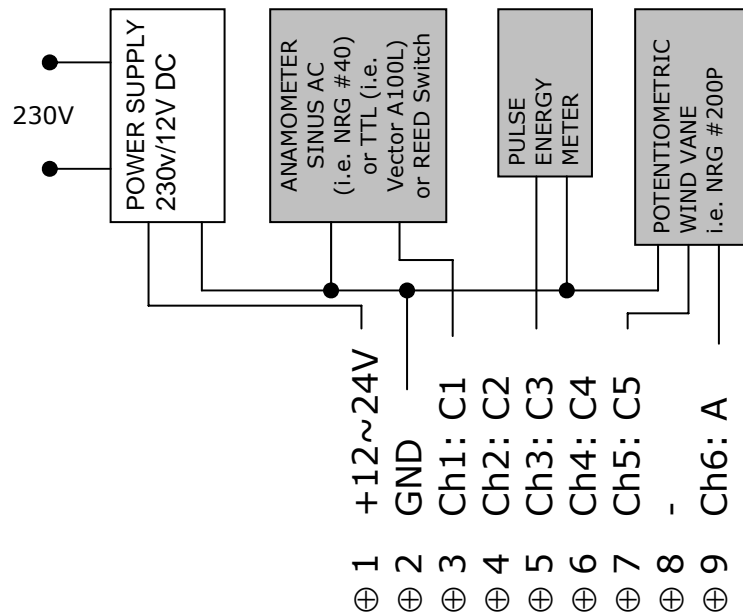 230V
POWER SUPPLY
230v/12V DC
ANAMOMETER
SINUS AC
(i.e. NRG #40)
or TTL (i.e.
Vector A100L)
or REED Switch
PULSE
ENERGY
METER
POTENTIOMETRIC
WIND VANE
i.e. NRG #200P
⊕ 1 +12~24V
⊕ 2 GND
⊕ 3 Ch1: C1
⊕ 4 Ch2: C2
⊕ 5 Ch3: C3
⊕ 6 Ch4: C4
⊕ 7 Ch5: C5
⊕ 8 -
⊕ 9 Ch6: A